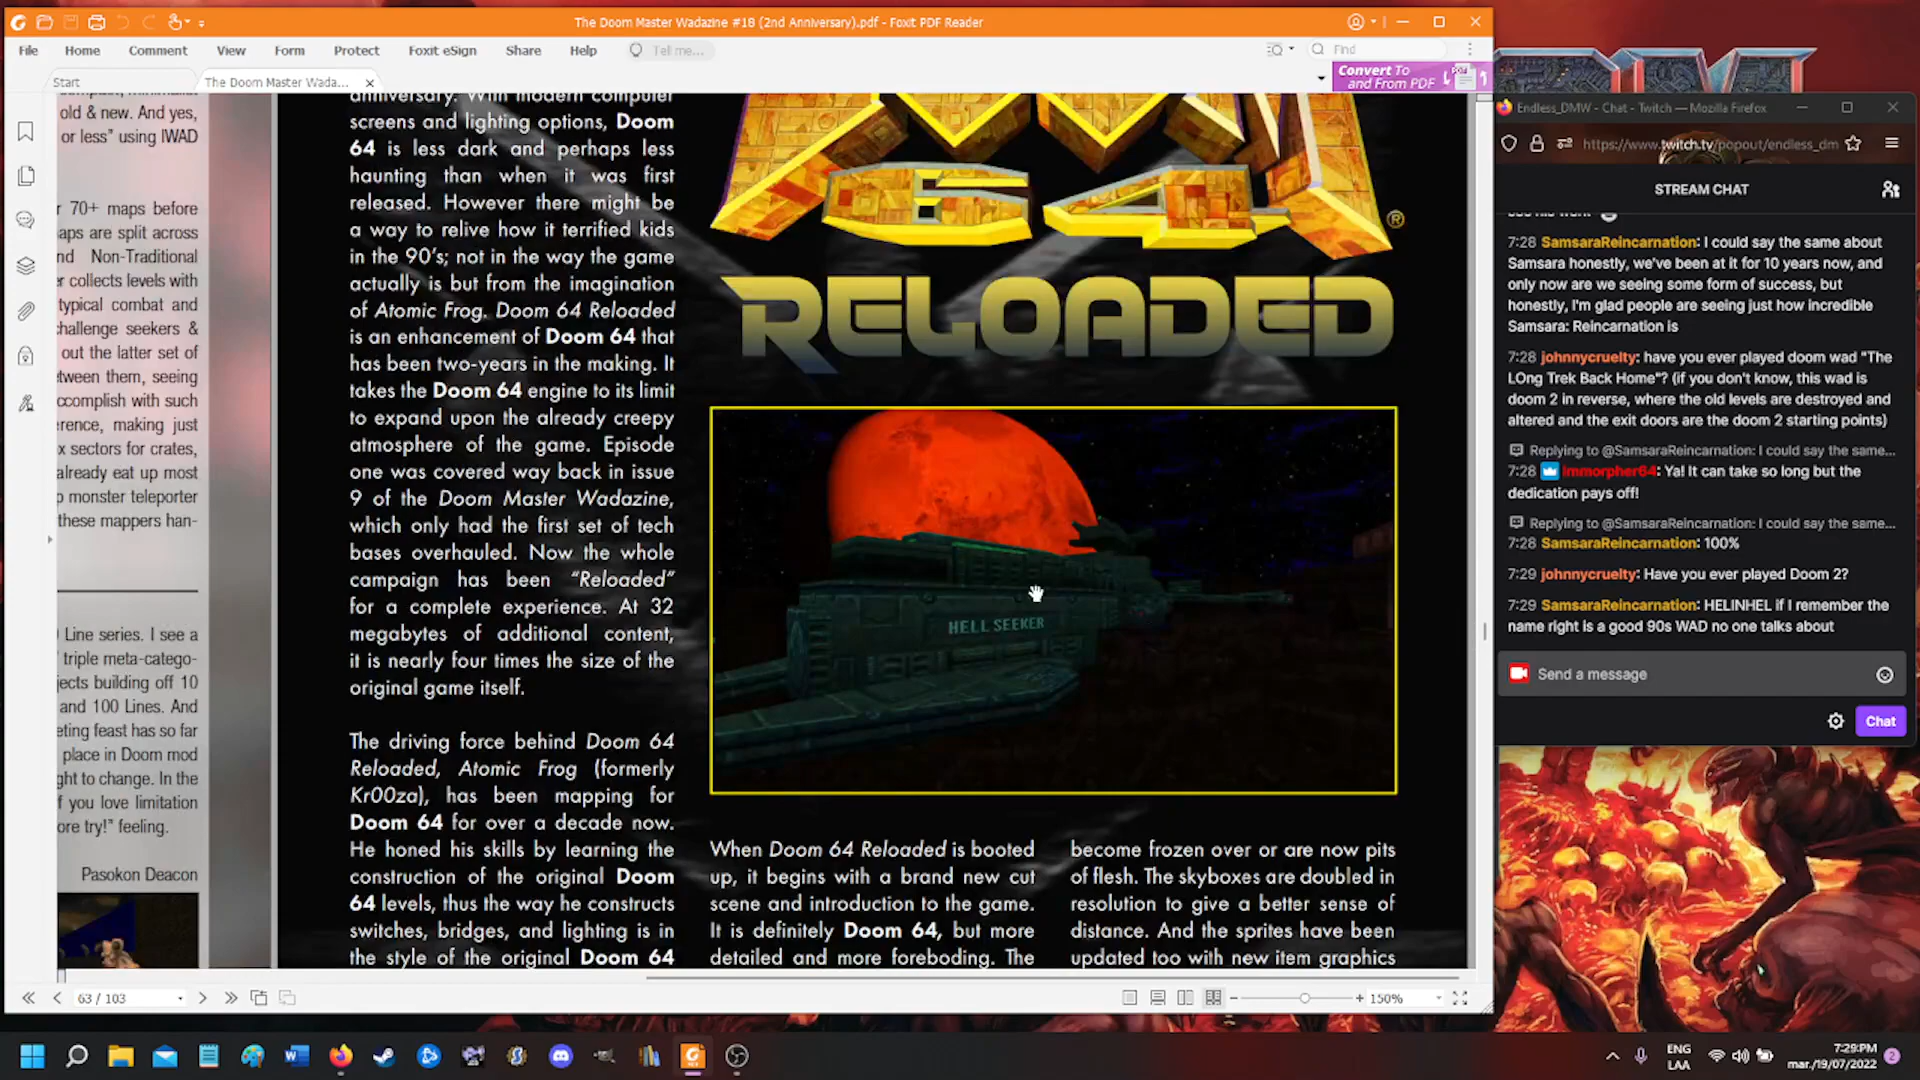 The Doom Master Wadazine #18 (2nd Anniversary).pdf - Foxit PDF Reader
File Home Comment View Form Protect Foxit eSign Share Help Tell me... Find
Start The Doom Master Wada...
Convert To
and From PDF
PDF
old & new. And yes,
or less" using IWAD
r 70+ maps before
aps are split across
nd Non-Traditional
er collects levels with
typical combat and
challenge seekers &
out the latter set of
etween them, seeing
ccomplish with such
erence, making just
x sectors for crates,
already eat up most
o monster teleporter
these mappers han-
Line series. I see a
triple meta-catego-
jects building off 10
and 100 Lines. And
eting feast has so far
place in Doom mod
ght to change. In the
f you love limitation
ore try!" feeling.
Pasokon Deacon
anniversary. With modern computer
screens and lighting options, Doom
64 is less dark and perhaps less
haunting than when it was first
released. However there might be
a way to relive how it terrified kids
in the 90's; not in the way the game
actually is but from the imagination
of Atomic Frog. Doom 64 Reloaded
is an enhancement of Doom 64 that
has been two-years in the making. It
takes the Doom 64 engine to its limit
to expand upon the already creepy
atmosphere of the game. Episode
one was covered way back in issue
9 of the Doom Master Wadazine,
which only had the first set of tech
bases overhauled. Now the whole
campaign has been "Reloaded"
for a complete experience. At 32
megabytes of additional content,
it is nearly four times the size of the
original game itself.
The driving force behind Doom 64
Reloaded, Atomic Frog (formerly
Kr00za), has been mapping for
Doom 64 for over a decade now.
He honed his skills by learning the
construction of the original Doom
64 levels, thus the way he constructs
switches, bridges, and lighting is in
the style of the original Doom 64
64
®
RELOADED
HELL SEEKER
When Doom 64 Reloaded is booted
up, it begins with a brand new cut
scene and introduction to the game.
It is definitely Doom 64, but more
detailed and more foreboding. The
become frozen over or are now pits
of flesh. The skyboxes are doubled in
resolution to give a better sense of
distance. And the sprites have been
updated too with new item graphics
63 / 103
150%
Endless_DMW - Chat - Twitch — Mozilla Firefox
https://www.twitch.tv/popout/endless_dm
STREAM CHAT
7:28 SamsaraReincarnation: I could say the same about
Samsara honestly, we've been at it for 10 years now, and
only now are we seeing some form of success, but
honestly, I'm glad people are seeing just how incredible
Samsara: Reincarnation is
7:28 johnnycruelty: have you ever played doom wad "The
LOng Trek Back Home"? (if you don't know, this wad is
doom 2 in reverse, where the old levels are destroyed and
altered and the exit doors are the doom 2 starting points)
Replying to @SamsaraReincarnation: I could say the same...
7:28 Immorpher64: Ya! It can take so long but the
dedication pays off!
Replying to @SamsaraReincarnation: I could say the same...
7:28 SamsaraReincarnation: 100%
7:29 johnnycruelty: Have you ever played Doom 2?
7:29 SamsaraReincarnation: HELINHEL if I remember the
name right is a good 90s WAD no one talks about
Send a message
Chat
ENG
LAA
7:29PM
mar./19/07/2022
2